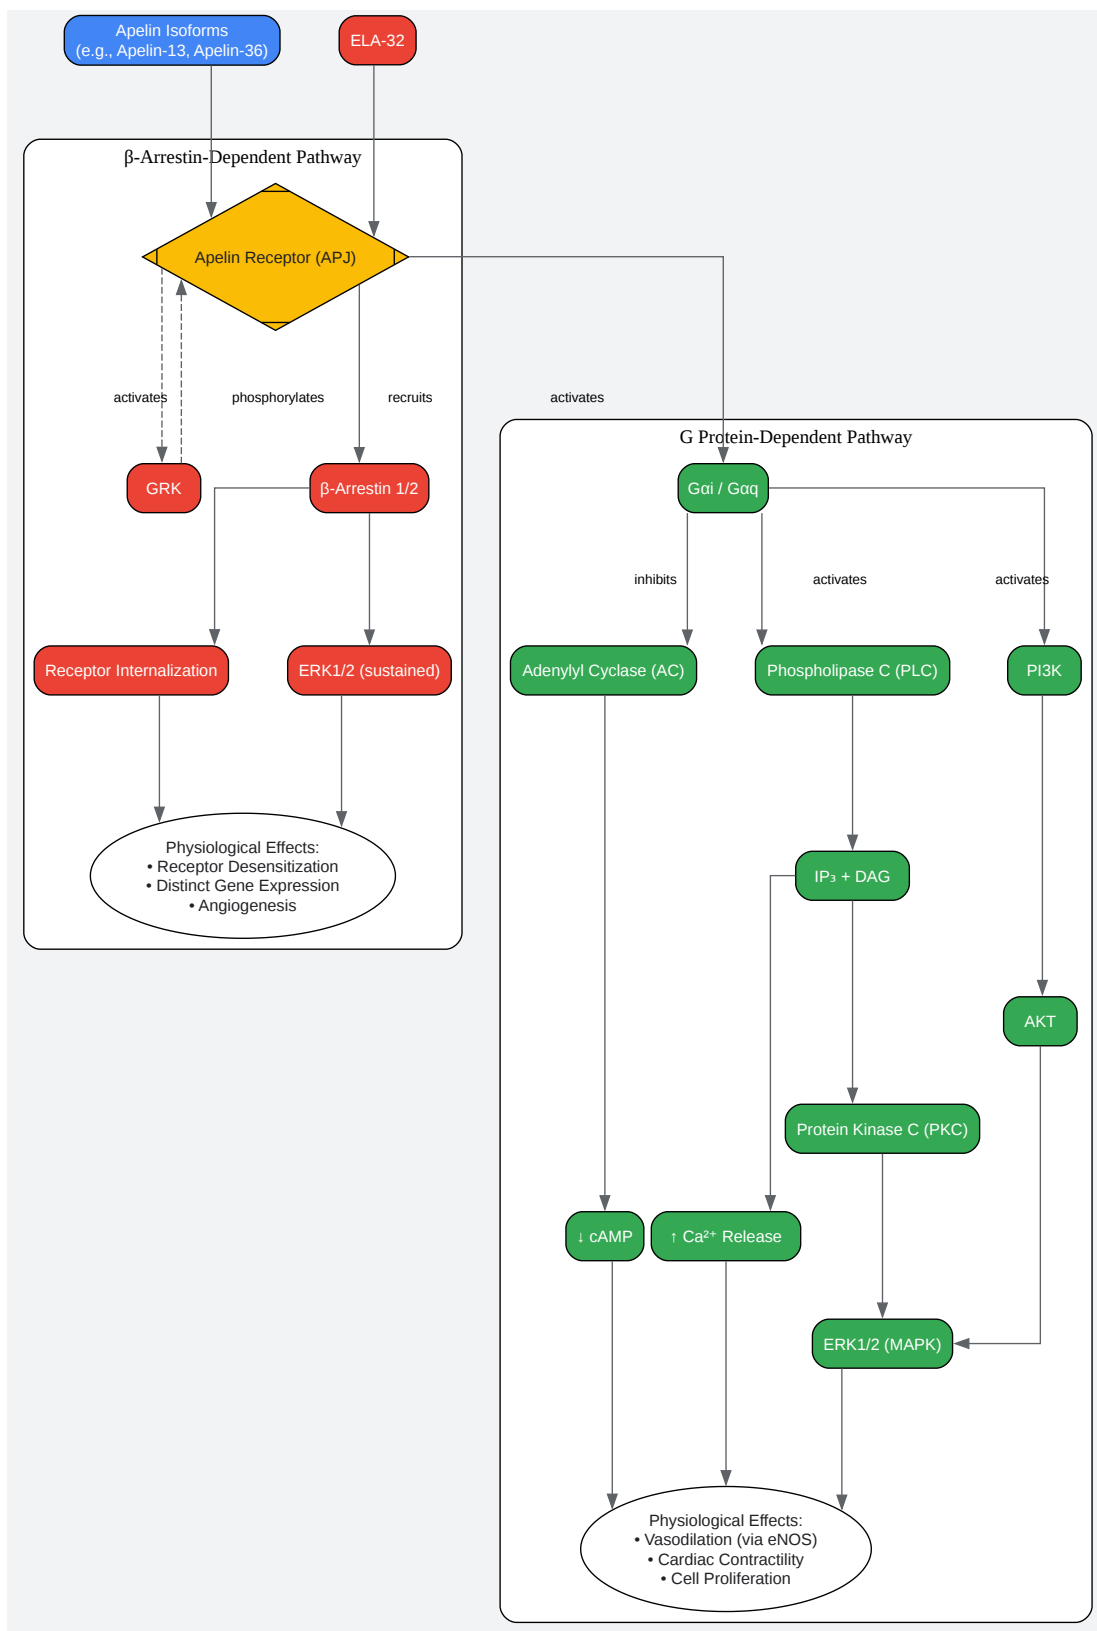 Apelin Isoforms
(e.g., Apelin-13, Apelin-36)
ELA-32
β-Arrestin-Dependent Pathway
Apelin Receptor (APJ)
activates
phosphorylates
recruits
activates
G Protein-Dependent Pathway
GRK
β-Arrestin 1/2
Gαi / Gαq
inhibits
activates
activates
Receptor Internalization
ERK1/2 (sustained)
Adenylyl Cyclase (AC)
Phospholipase C (PLC)
PI3K
Physiological Effects:
• Receptor Desensitization
• Distinct Gene Expression
• Angiogenesis
IP₃ + DAG
AKT
Protein Kinase C (PKC)
↓ cAMP
↑ Ca²⁺ Release
ERK1/2 (MAPK)
Physiological Effects:
• Vasodilation (via eNOS)
• Cardiac Contractility
• Cell Proliferation